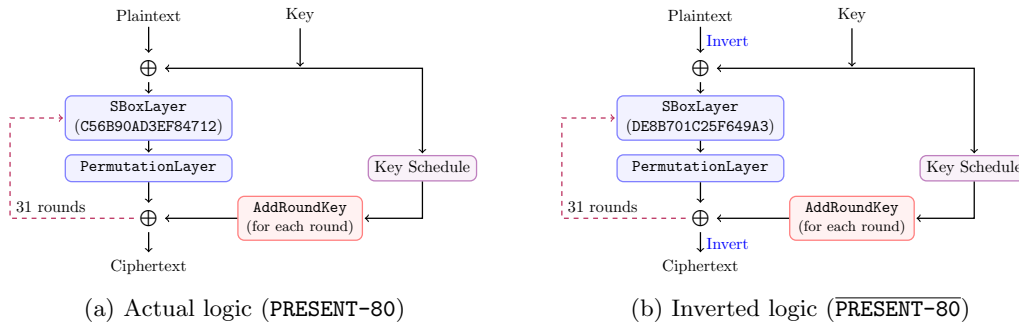 Plaintext
Key
⊕
SBoxLayer
(C56B90AD3EF84712)
PermutationLayer
Key Schedule
31 rounds
⊕
AddRoundKey
(for each round)
Ciphertext
(a) Actual logic (PRESENT-80)
Plaintext
Key
Invert
⊕
SBoxLayer
(DE8B701C25F649A3)
PermutationLayer
Key Schedule
31 rounds
⊕
AddRoundKey
(for each round)
Invert
Ciphertext
(b) Inverted logic (PRESENT-80)